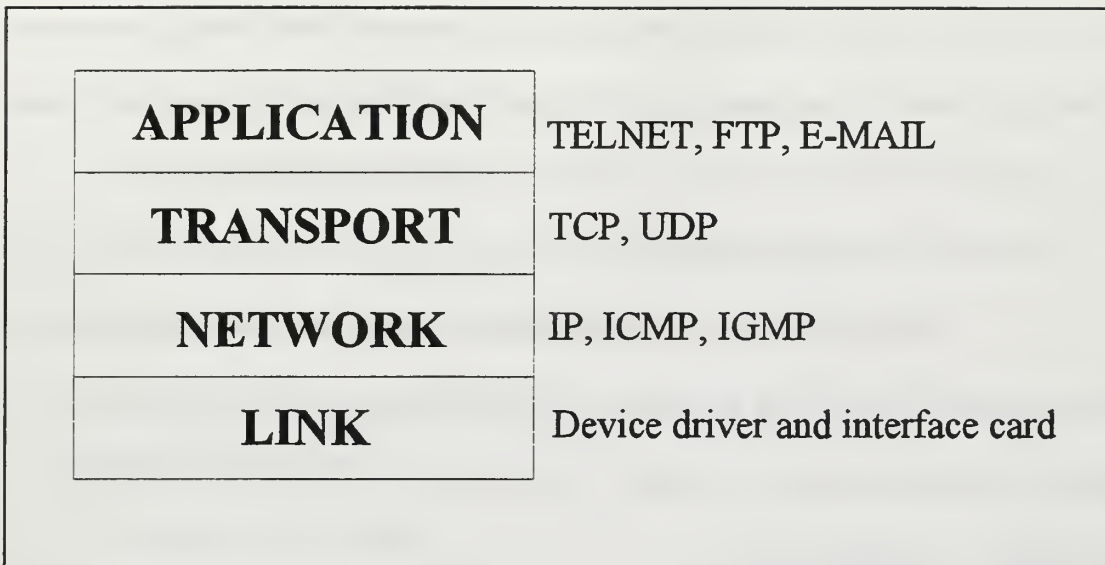 APPLICATION TELNET, FTP, E-MAIL
TRANSPORT TCP, UDP
NETWORK IP, ICMP, IGMP
LINK Device driver and interface card